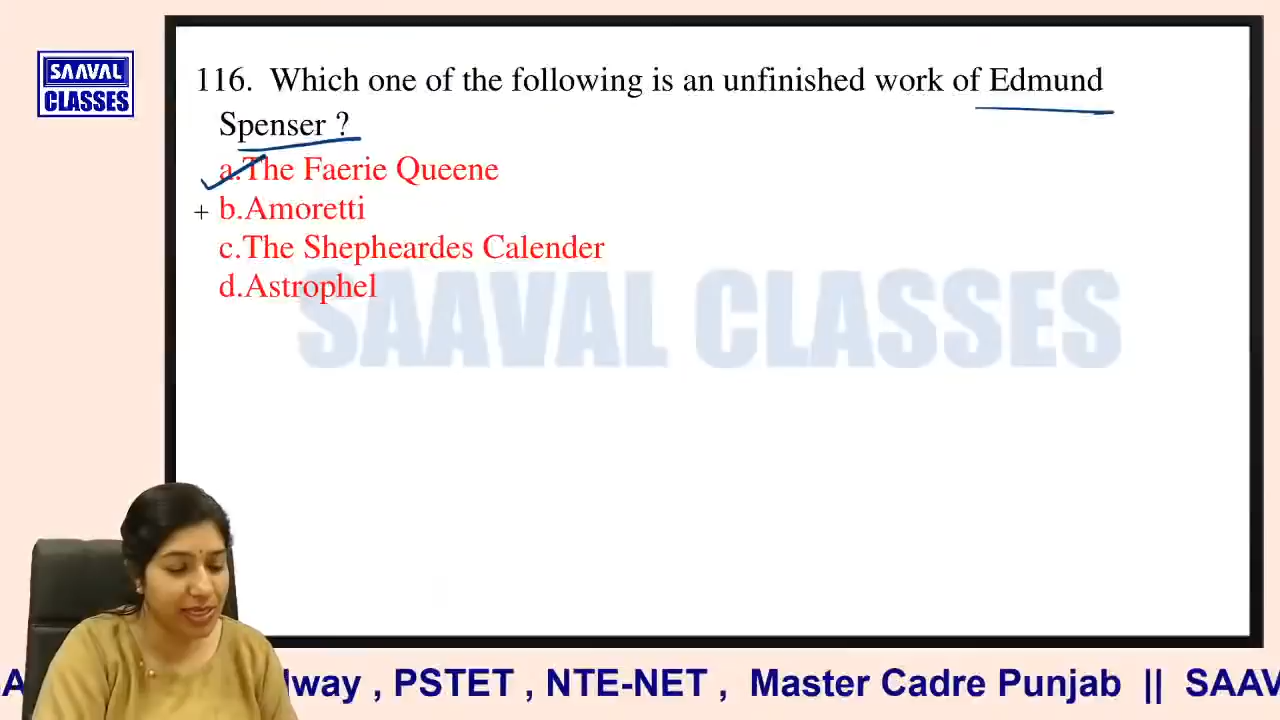 SAAVAL
CLASSES
116. Which one of the following is an unfinished work of Edmund
Spenser ?
a.The Faerie Queene
b.Amoretti
c.The Shepheardes Calender
d.Astrophel
SAAVAL CLASSES
lway , PSTET , NTE-NET , Master Cadre Punjab || SAAV